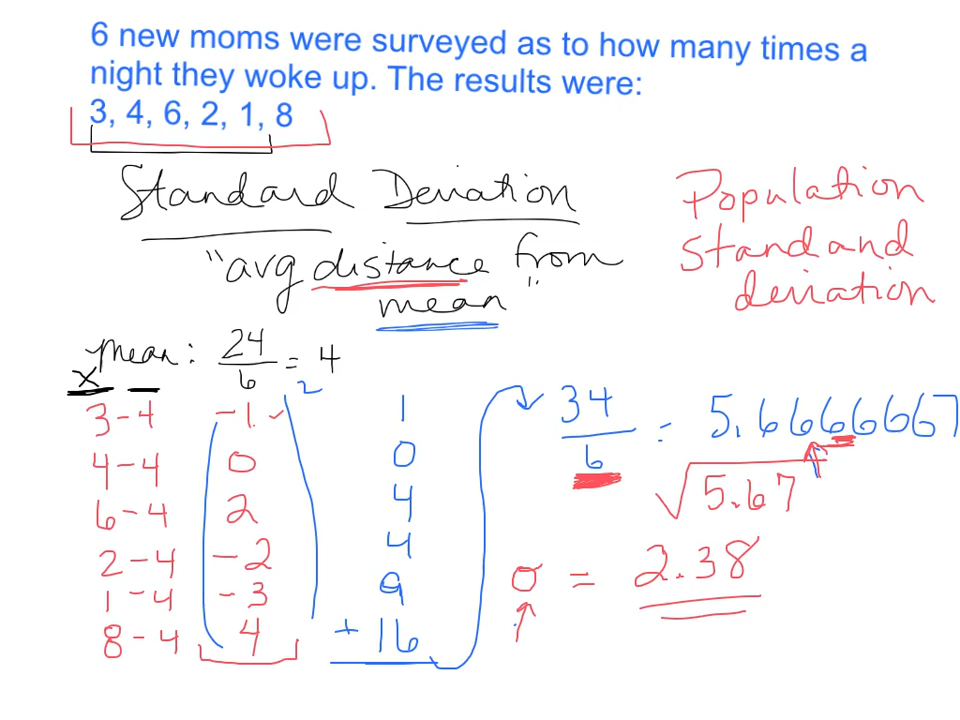 6 new moms were surveyed as to how many times a
night they woke up. The results were:
3, 4, 6, 2, 1, 8
Standard Deviation
"avg distance from
mean"
Population
standard
deviation
mean: 24/6 = 4
x
2
3-4 -1 1
4-4 0 0
6-4 2 4
2-4 -2 4
1-4 -3 9
8-4 4 +16
34/6 = 5.6666667
√5.67
σ = 2.38